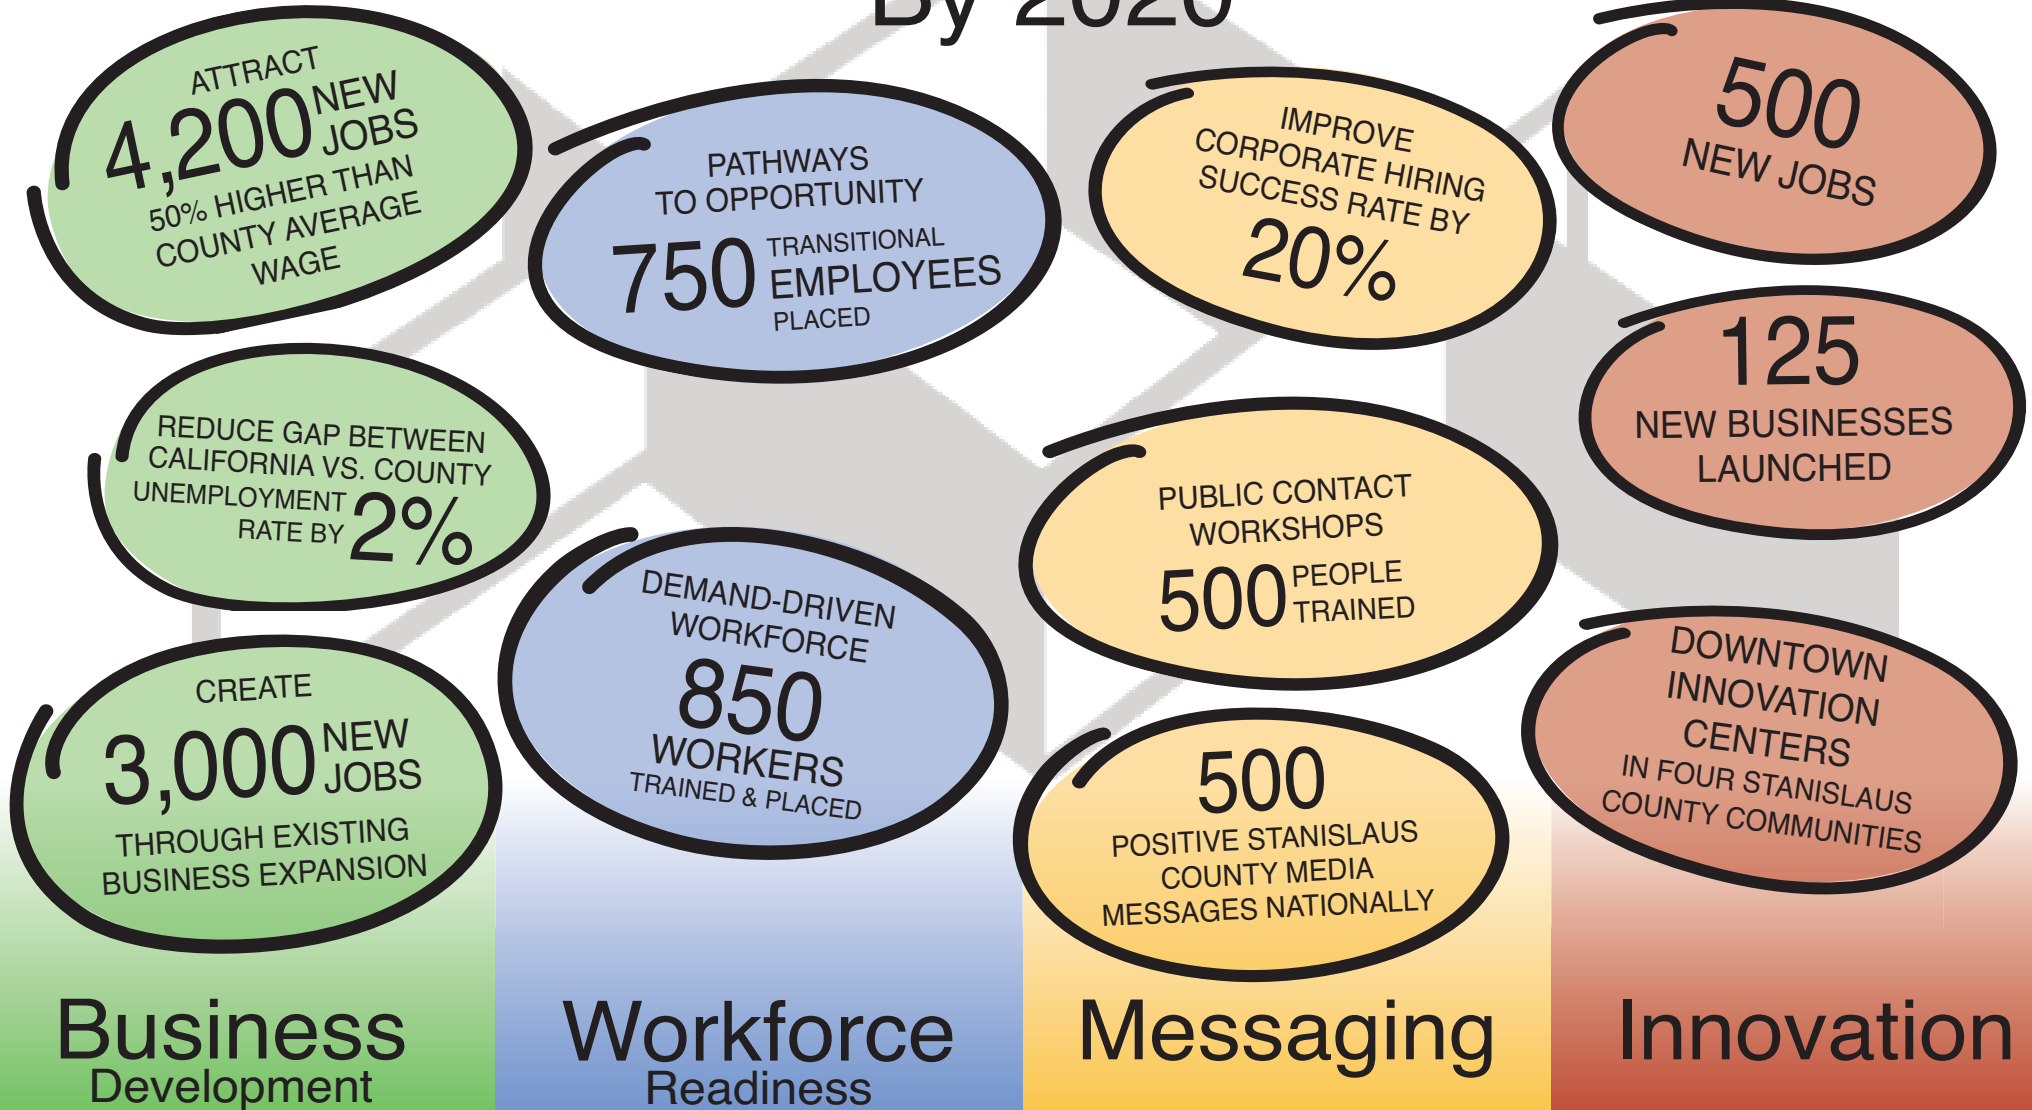 By 2020
ATTRACT
4,200 NEW
JOBS
50% HIGHER THAN
COUNTY AVERAGE
WAGE
REDUCE GAP BETWEEN
CALIFORNIA VS. COUNTY
UNEMPLOYMENT
RATE BY 2%
CREATE
3,000 NEW
JOBS
THROUGH EXISTING
BUSINESS EXPANSION
Business
Development
PATHWAYS
TO OPPORTUNITY
750 TRANSITIONAL
EMPLOYEES
PLACED
DEMAND-DRIVEN
WORKFORCE
850
WORKERS
TRAINED & PLACED
Workforce
Readiness
IMPROVE
CORPORATE HIRING
SUCCESS RATE BY
20%
PUBLIC CONTACT
WORKSHOPS
500 PEOPLE
TRAINED
500
POSITIVE STANISLAUS
COUNTY MEDIA
MESSAGES NATIONALLY
Messaging
500
NEW JOBS
125
NEW BUSINESSES
LAUNCHED
DOWNTOWN
INNOVATION
CENTERS
IN FOUR STANISLAUS
COUNTY COMMUNITIES
Innovation